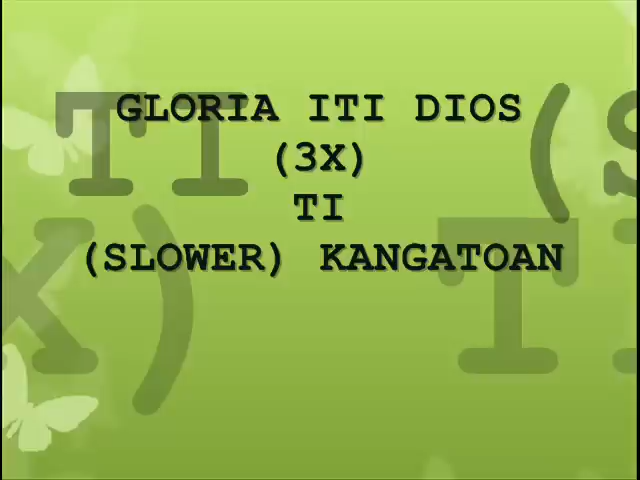 GLORIA ITI DIOS
(3X)
TI
(SLOWER) KANGATOAN